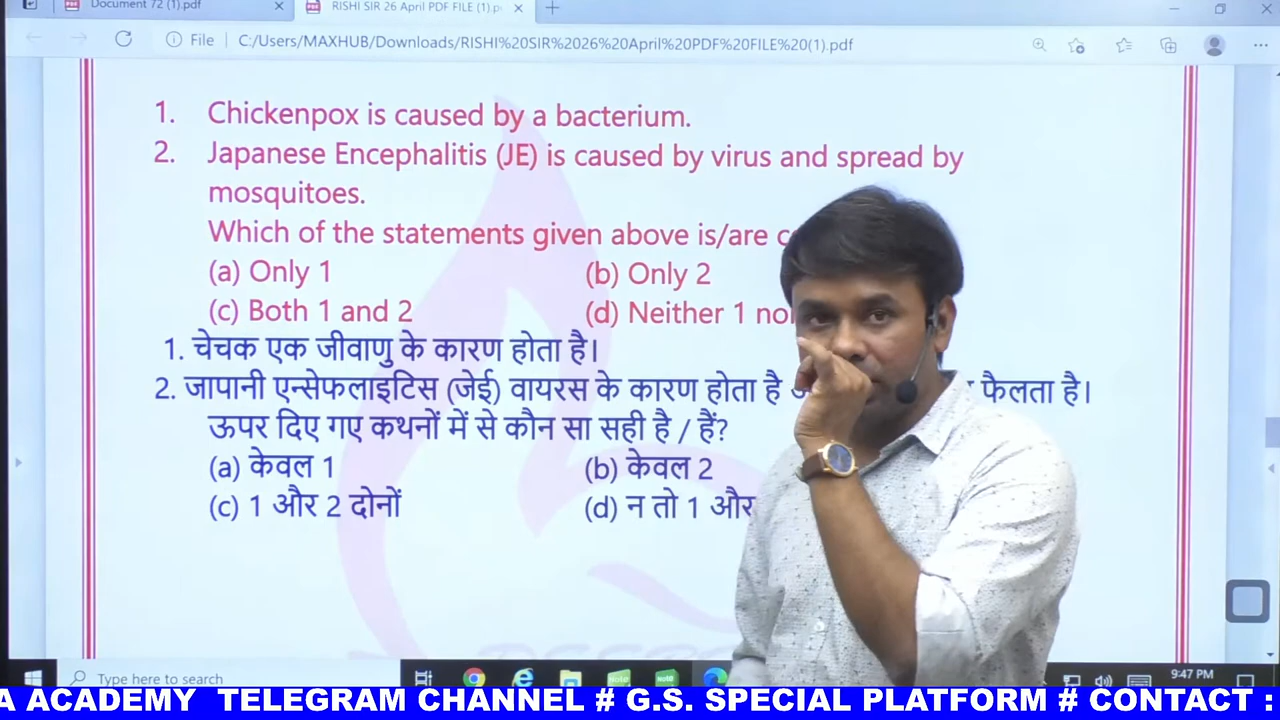 Document 72 (1).pdf
RISHI SIR 26 April PDF FILE (1).p
File | C:/Users/MAXHUB/Downloads/RISHI%20SIR%2026%20April%20PDF%20FILE%20(1).pdf
1. Chickenpox is caused by a bacterium.
2. Japanese Encephalitis (JE) is caused by virus and spread by
mosquitoes.
Which of the statements given above is/are
(a) Only 1 (b) Only 2
(c) Both 1 and 2 (d) Neither 1
1. चेचक एक जीवाणु के कारण होता है।
2. जापानी एन्सेफलाइटिस (जेई) वायरस के कारण होता है फैलता है।
ऊपर दिए गए कथनों में से कौन सा सही है / हैं?
(a) केवल 1 (b) केवल 2
(c) 1 और 2 दोनों (d) न तो 1 और
Type here to search
9:47 PM
A ACADEMY TELEGRAM CHANNEL # G.S. SPECIAL PLATFORM # CONTACT :